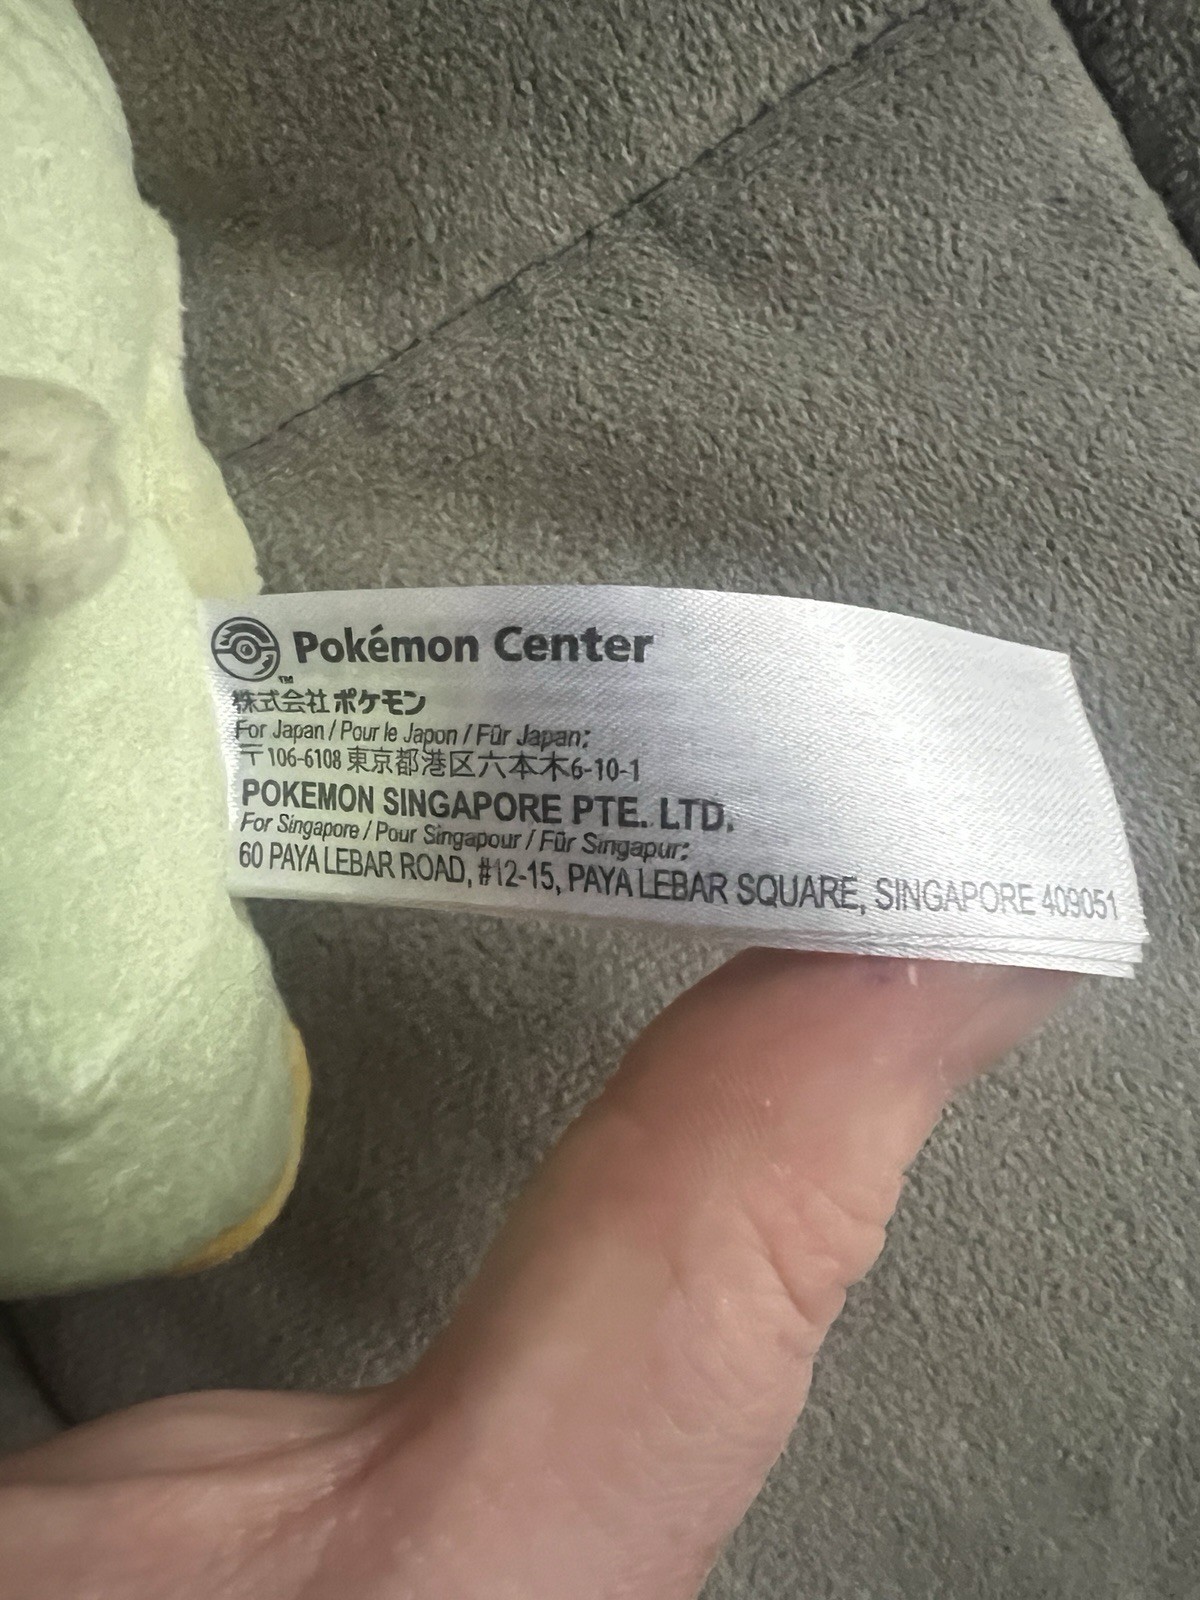 Pokémon Center
TM
株式会社ポケモン
For Japan / Pour le Japon / Für Japan:
〒106-6108 東京都港区六本木6-10-1
POKEMON SINGAPORE PTE. LTD.
For Singapore / Pour Singapour / Für Singapur:
60 PAYA LEBAR ROAD, #12-15, PAYA LEBAR SQUARE, SINGAPORE 409051